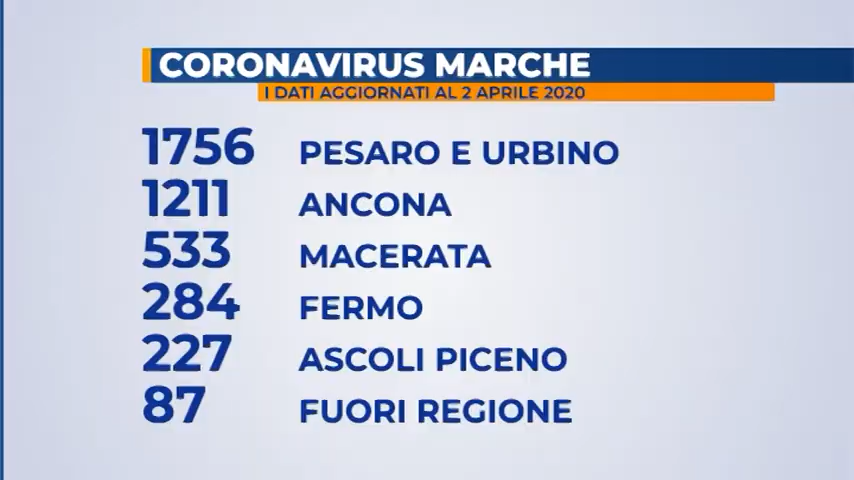 CORONAVIRUS MARCHE
I DATI AGGIORNATI AL 2 APRILE 2020
1756 PESARO E URBINO
1211 ANCONA
533 MACERATA
284 FERMO
227 ASCOLI PICENO
87 FUORI REGIONE